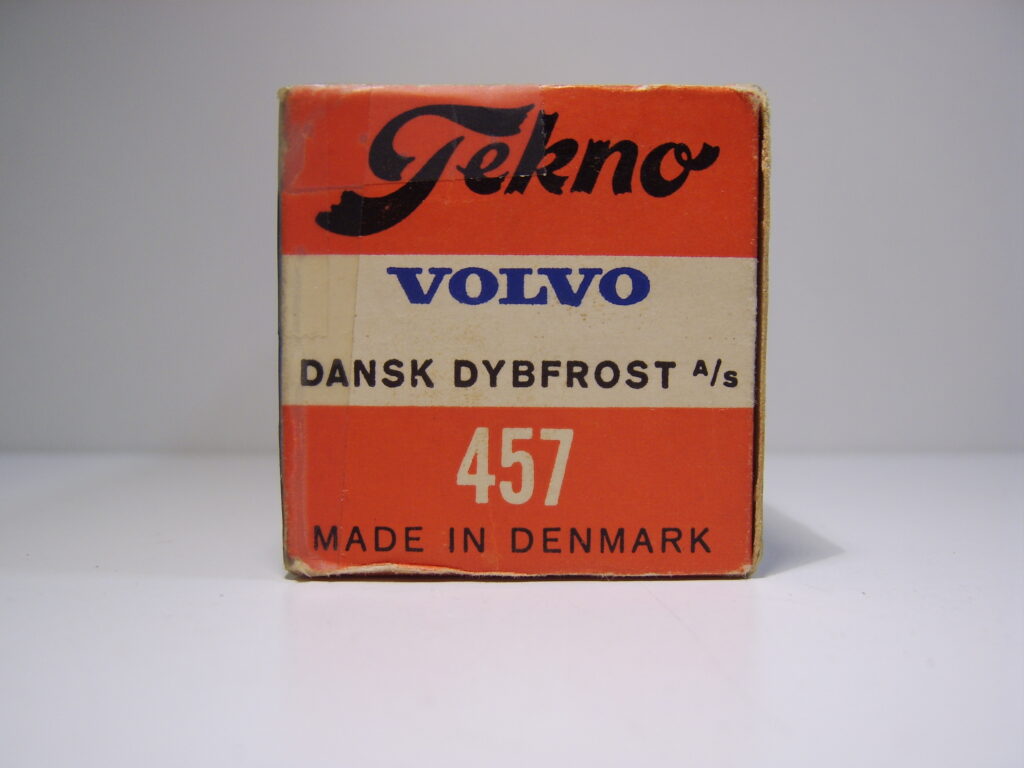 Tekno
VOLVO
DANSK DYBFROST A/S
457
MADE IN DENMARK